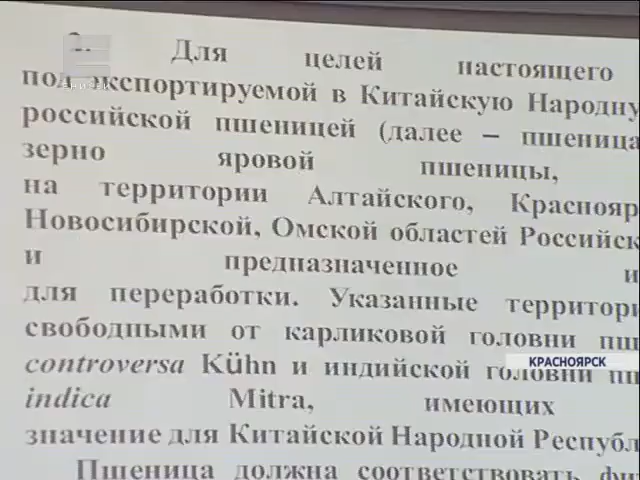 2. Для целей настоящего
под экспортируемой в Китайскую Народну
российской пшеницей (далее – пшеница
зерно яровой пшеницы,
на территории Алтайского, Краснояр
Новосибирской, Омской областей Российск
и предназначенное и
для переработки. Указанные территори
свободными от карликовой головни пш
controversa Kühn и индийской головни пш
indica Mitra, имеющих
значение для Китайской Народной Республ
Пшеница должна соответствовать фи
КРАСНОЯРСК